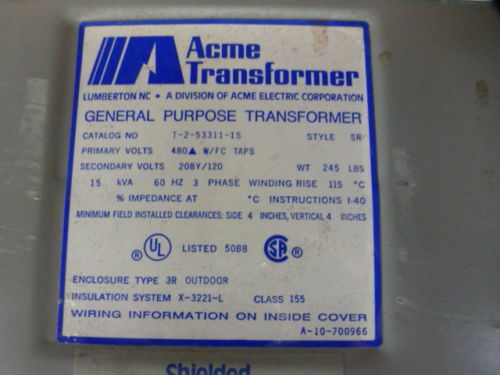 Acme
Transformer
LUMBERTON NC • A DIVISION OF ACME ELECTRIC CORPORATION
GENERAL PURPOSE TRANSFORMER
CATALOG NO T-2-53311-1S STYLE SR
PRIMARY VOLTS 480▲ W/FC TAPS
SECONDARY VOLTS 208Y/120 WT 245 LBS
15 kVA 60 HZ 3 PHASE WINDING RISE 115 °C
% IMPEDANCE AT °C INSTRUCTIONS I-40
MINIMUM FIELD INSTALLED CLEARANCES: SIDE 4 INCHES, VERTICAL 4 INCHES
UL ® LISTED 50B8 SA ®
ENCLOSURE TYPE 3R OUTDOOR
INSULATION SYSTEM X-3221-L CLASS 155
WIRING INFORMATION ON INSIDE COVER
A-10-700966
Shielded